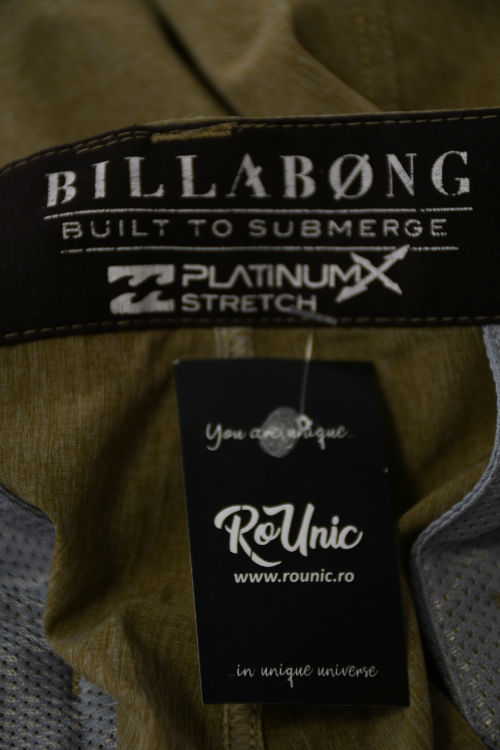 BILLABØNG
BUILT TO SUBMERGE
PLATINUMX
STRETCH
You are unique..
RoUnic
www.rounic.ro
...in unique universe